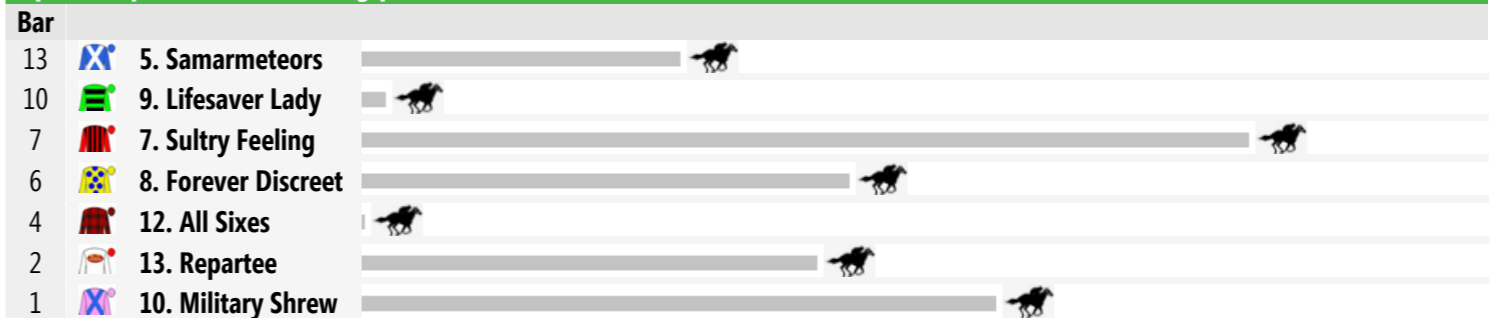 Bar
13 5. Samarmeteors
10 9. Lifesaver Lady
7 7. Sultry Feeling
6 8. Forever Discreet
4 12. All Sixes
2 13. Repartee
1 10. Military Shrew